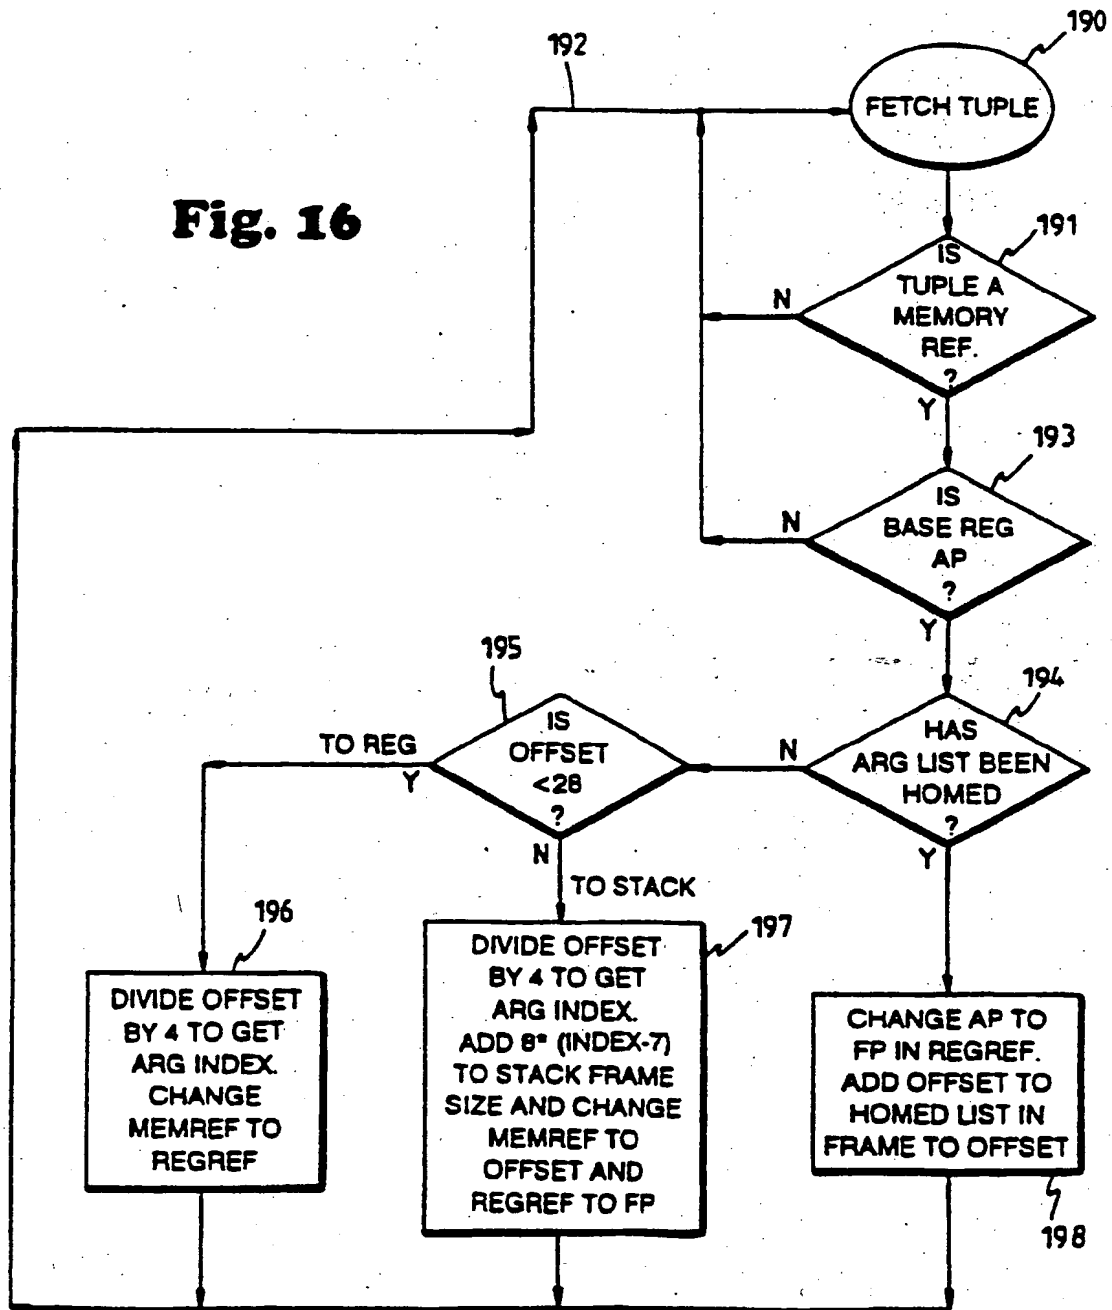 190
192
FETCH TUPLE
Fig. 16
191
IS
TUPLE A
MEMORY
REF.
?
N
Y
193
IS
BASE REG
AP
?
N
Y
195
194
IS
OFFSET
<28
?
TO REG
Y
N
TO STACK
HAS
ARG LIST BEEN
HOMED
?
N
Y
196
DIVIDE OFFSET
BY 4 TO GET
ARG INDEX.
CHANGE
MEMREF TO
REGREF
197
DIVIDE OFFSET
BY 4 TO GET
ARG INDEX.
ADD 8* (INDEX-7)
TO STACK FRAME
SIZE AND CHANGE
MEMREF TO
OFFSET AND
REGREF TO FP
CHANGE AP TO
FP IN REGREF.
ADD OFFSET TO
HOMED LIST IN
FRAME TO OFFSET
198